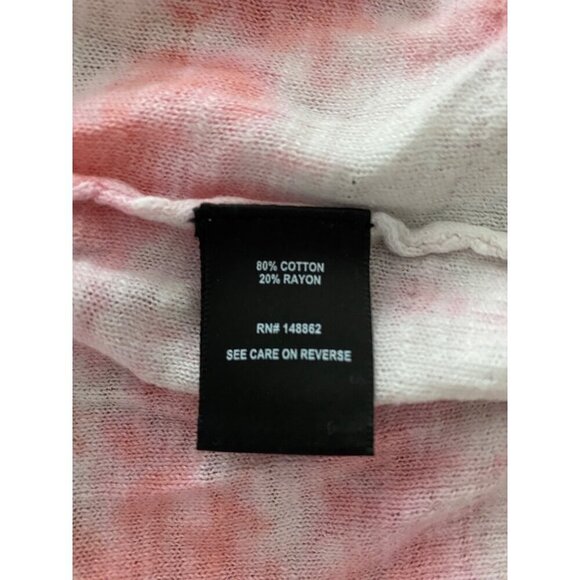 80% COTTON
20% RAYON
RN# 148862
SEE CARE ON REVERSE